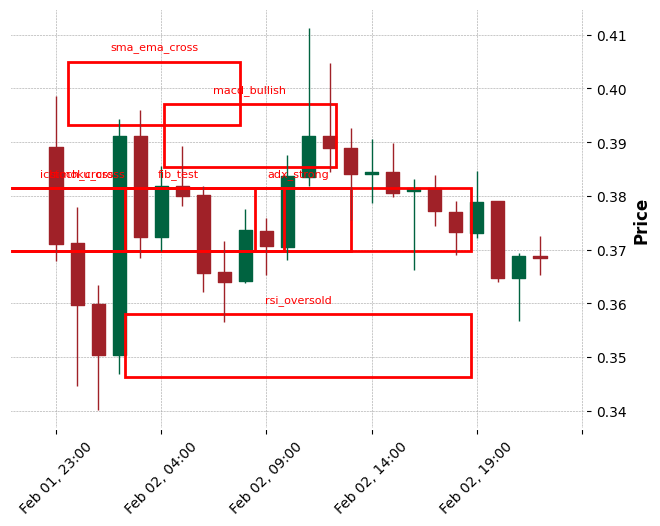 sma_ema_cross
macd_bullish
fib_test
adx_strong
rsi_oversold
0.41
0.40
0.39
0.38
0.37
0.36
0.35
0.34
Price
Feb 01, 23:00
Feb 02, 04:00
Feb 02, 09:00
Feb 02, 14:00
Feb 02, 19:00